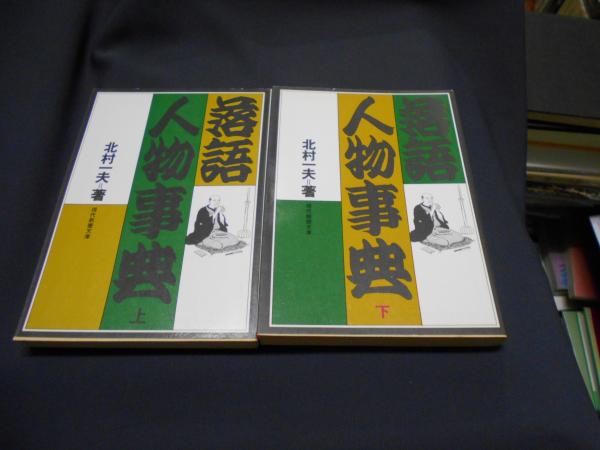 落語
人物事典
上
北村一夫=著
現代教養文庫
落語
人物事典
下
北村一夫=著
現代教養文庫